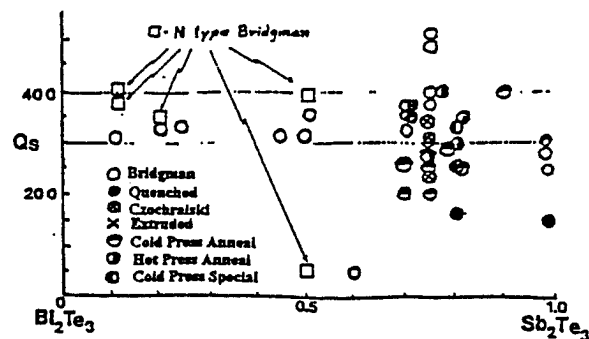 □- N type Bridgman
400
Qs
200
0
Bridgman
Quenched
Czochralski
Extruded
Cold Press Anneal
Hot Press Anneal
Cold Press Special
0
0.5
1.0
Bi₂Te₃
Sb₂Te₃